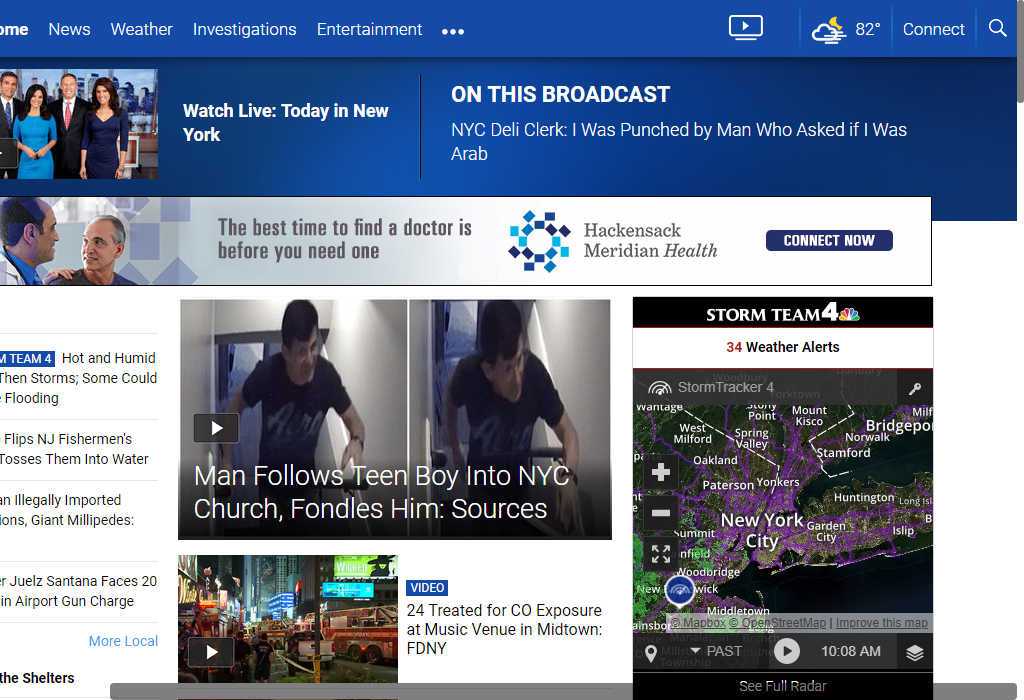 ome News Weather Investigations Entertainment ••• 82° Connect
Watch Live: Today in New
York
ON THIS BROADCAST
NYC Deli Clerk: I Was Punched by Man Who Asked if I Was
Arab
The best time to find a doctor is
before you need one
Hackensack
Meridian Health
CONNECT NOW
M TEAM 4 Hot and Humid
Then Storms; Some Could
Flooding
Flips NJ Fishermen's
Tosses Them Into Water
an Illegally Imported
ions, Giant Millipedes:
er Juelz Santana Faces 20
in Airport Gun Charge
More Local
the Shelters
Man Follows Teen Boy Into NYC
Church, Fondles Him: Sources
WICKED
VIDEO
24 Treated for CO Exposure
at Music Venue in Midtown:
FDNY
STORM TEAM 4
34 Weather Alerts
StormTracker 4
Woodbury
Danbury
Yorktown
Wantage
Stony
Point
Mount
Kisco
Milf
Bridgepo
West
Milford
Spring
Valley
Norwalk
Stamford
Oakland
Paterson
Yonkers
Huntington
Long Isl
New York
City
Garden
City
Islip
Summit
nfield
Woodbridge
New
wick
Middletown
ainsbor
© Mapbox © OpenStreetMap | Improve this map
Manalapan
Branch
Township
PAST
10:08 AM
See Full Radar